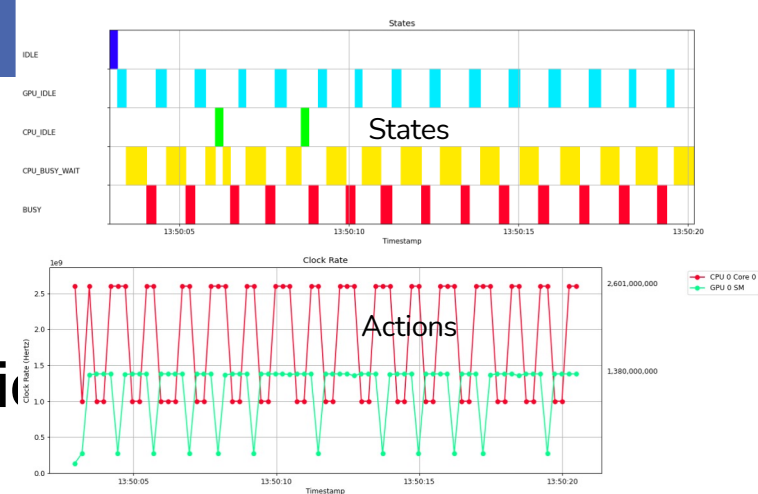 States
IDLE
GPU_IDLE
CPU_IDLE
States
CPU_BUSY_WAIT
BUSY
13:50:05 13:50:10 13:50:15 13:50:20
Timestamp
Clock Rate
1e9
CPU 0 Core 0
GPU 0 SM
2,601,000,000
2.5
2.0
Actions
1.5
1,380,000,000
Clock Rate (Hertz)
1.0
0.5
0.0
13:50:05 13:50:10 13:50:15 13:50:20
Timestamp